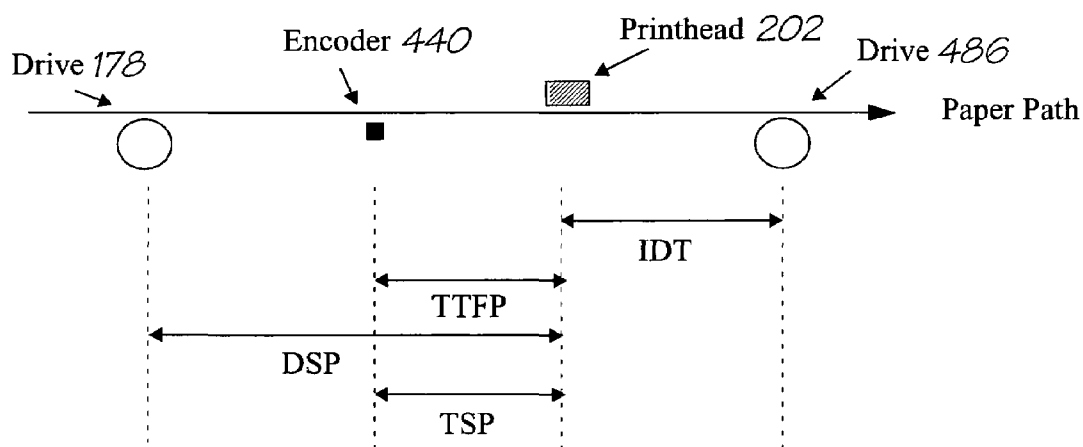 Printhead 202
Encoder 440
Drive 486
Drive 178
Paper Path
IDT
TTFP
DSP
TSP